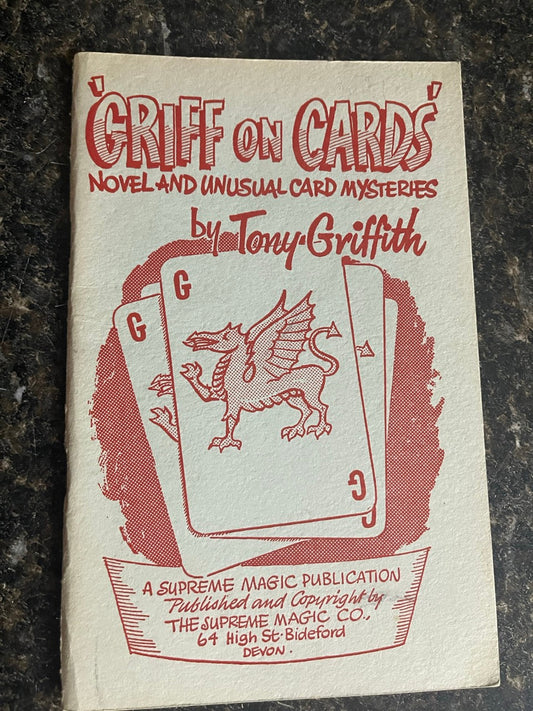 'GRIFF ON CARDS'
NOVEL AND UNUSUAL CARD MYSTERIES
by Tony Griffith
G
G
G
G
A SUPREME MAGIC PUBLICATION
Published and Copyright by
THE SUPREME MAGIC CO.,
64 High St. Bideford
DEVON.